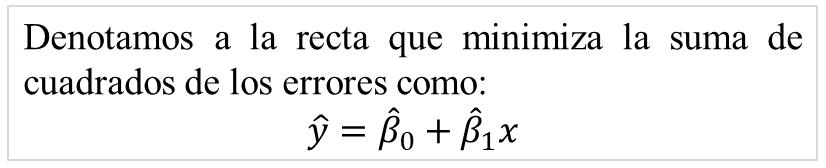 Denotamos a la recta que minimiza la suma de
cuadrados de los errores como:
ŷ = β̂₀ + β̂₁x